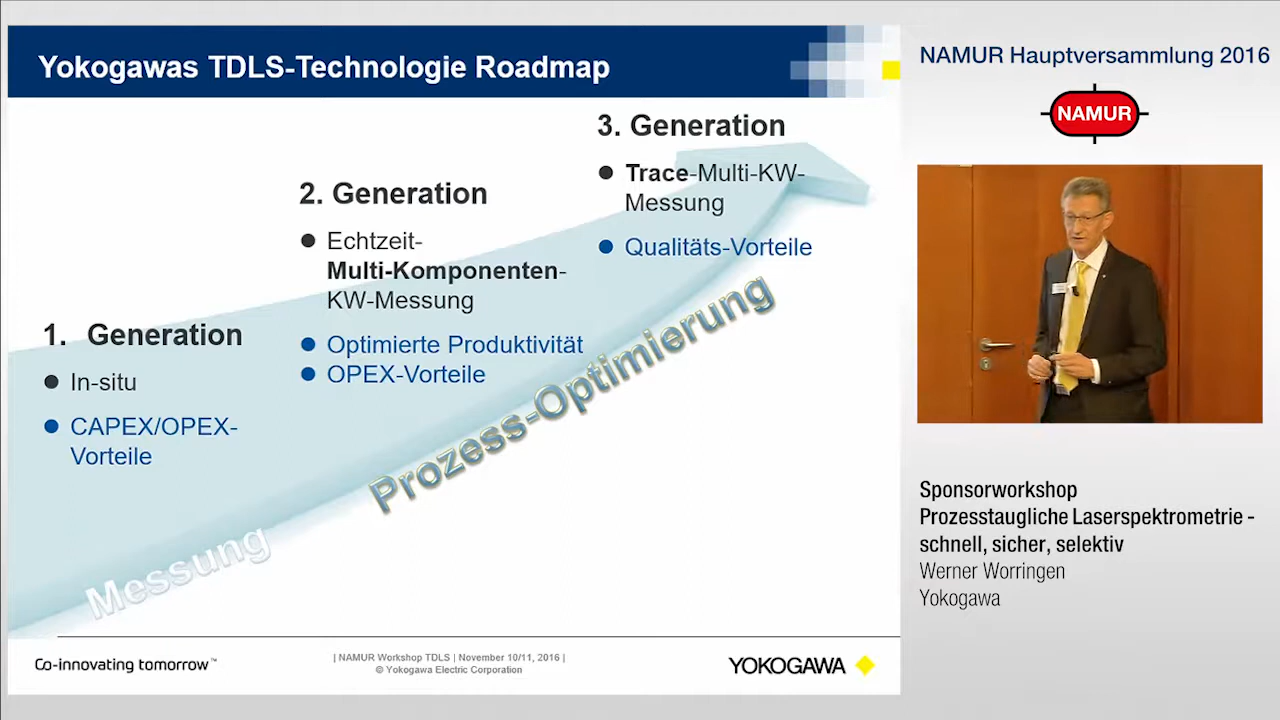 Yokogawas TDLS-Technologie Roadmap
1. Generation
In-situ
CAPEX/OPEX-
Vorteile
2. Generation
Echtzeit-
Multi-Komponenten-
KW-Messung
Optimierte Produktivität
OPEX-Vorteile
3. Generation
Trace-Multi-KW-
Messung
Qualitäts-Vorteile
Messung
Prozess-Optimierung
Co-innovating tomorrow™
| NAMUR Workshop TDLS | November 10/11, 2016 |
© Yokogawa Electric Corporation
YOKOGAWA
NAMUR Hauptversammlung 2016
NAMUR
Sponsorworkshop
Prozesstaugliche Laserspektrometrie -
schnell, sicher, selektiv
Werner Worringen
Yokogawa